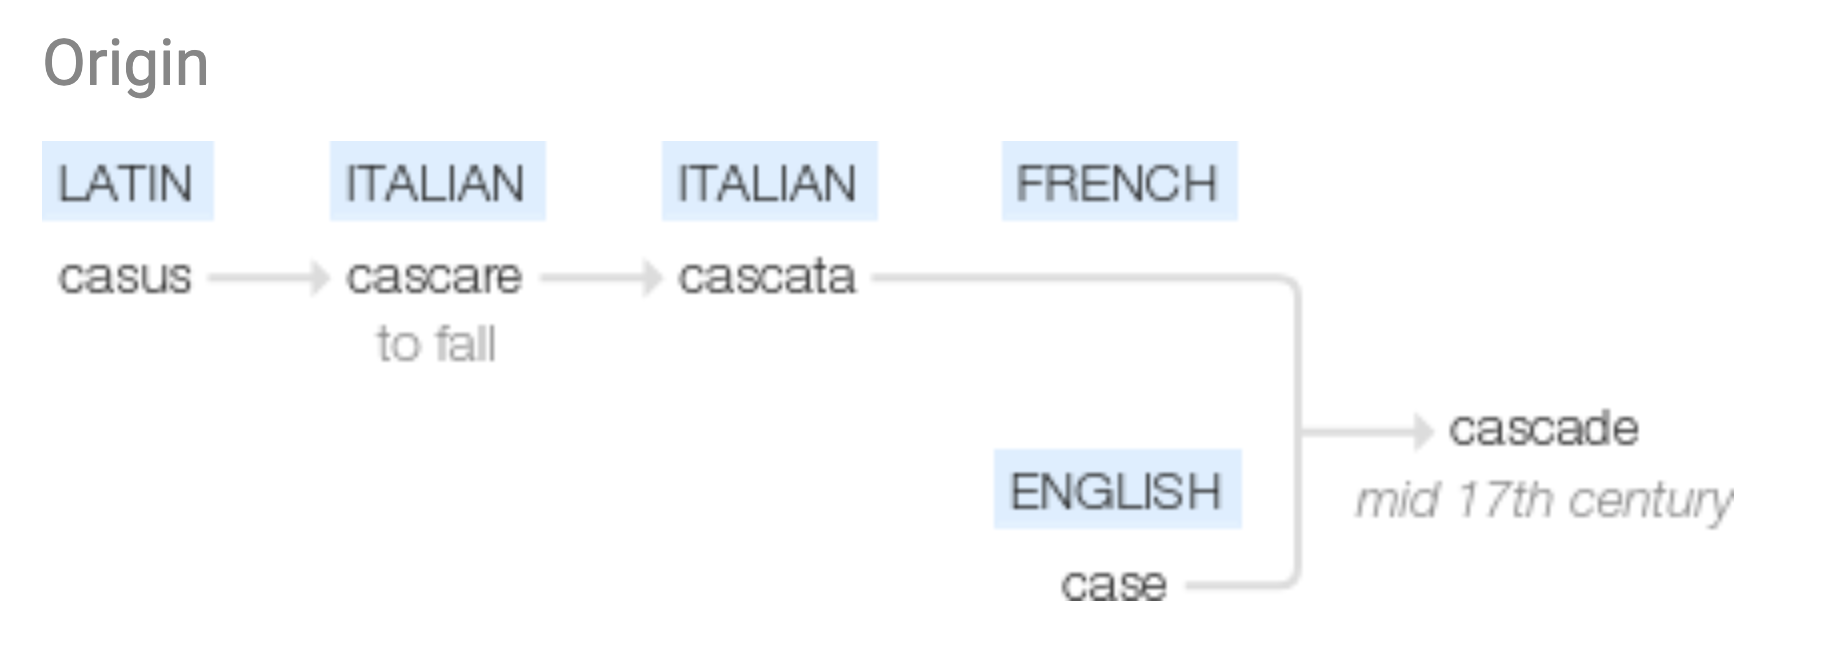 Origin
LATIN ITALIAN ITALIAN FRENCH
casus cascare cascata
to fall
cascade
ENGLISH
mid 17th century
case